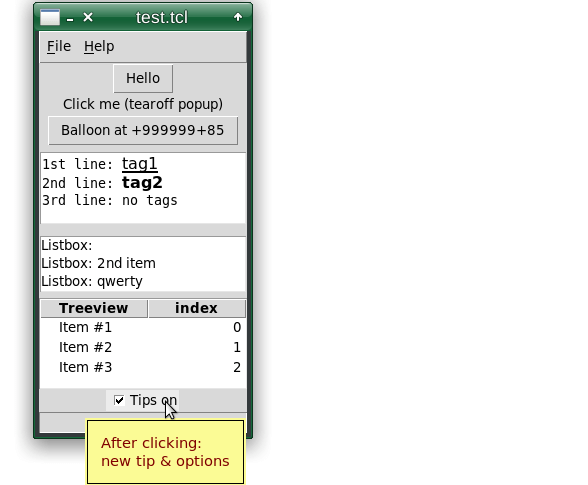 test.tcl
File Help
Hello
Click me (tearoff popup)
Balloon at +999999+85
1st line: tag1
2nd line: tag2
3rd line: no tags
Listbox:
Listbox: 2nd item
Listbox: qwerty
Treeview index
Item #1 0
Item #2 1
Item #3 2
Tips on
After clicking:
new tip & options